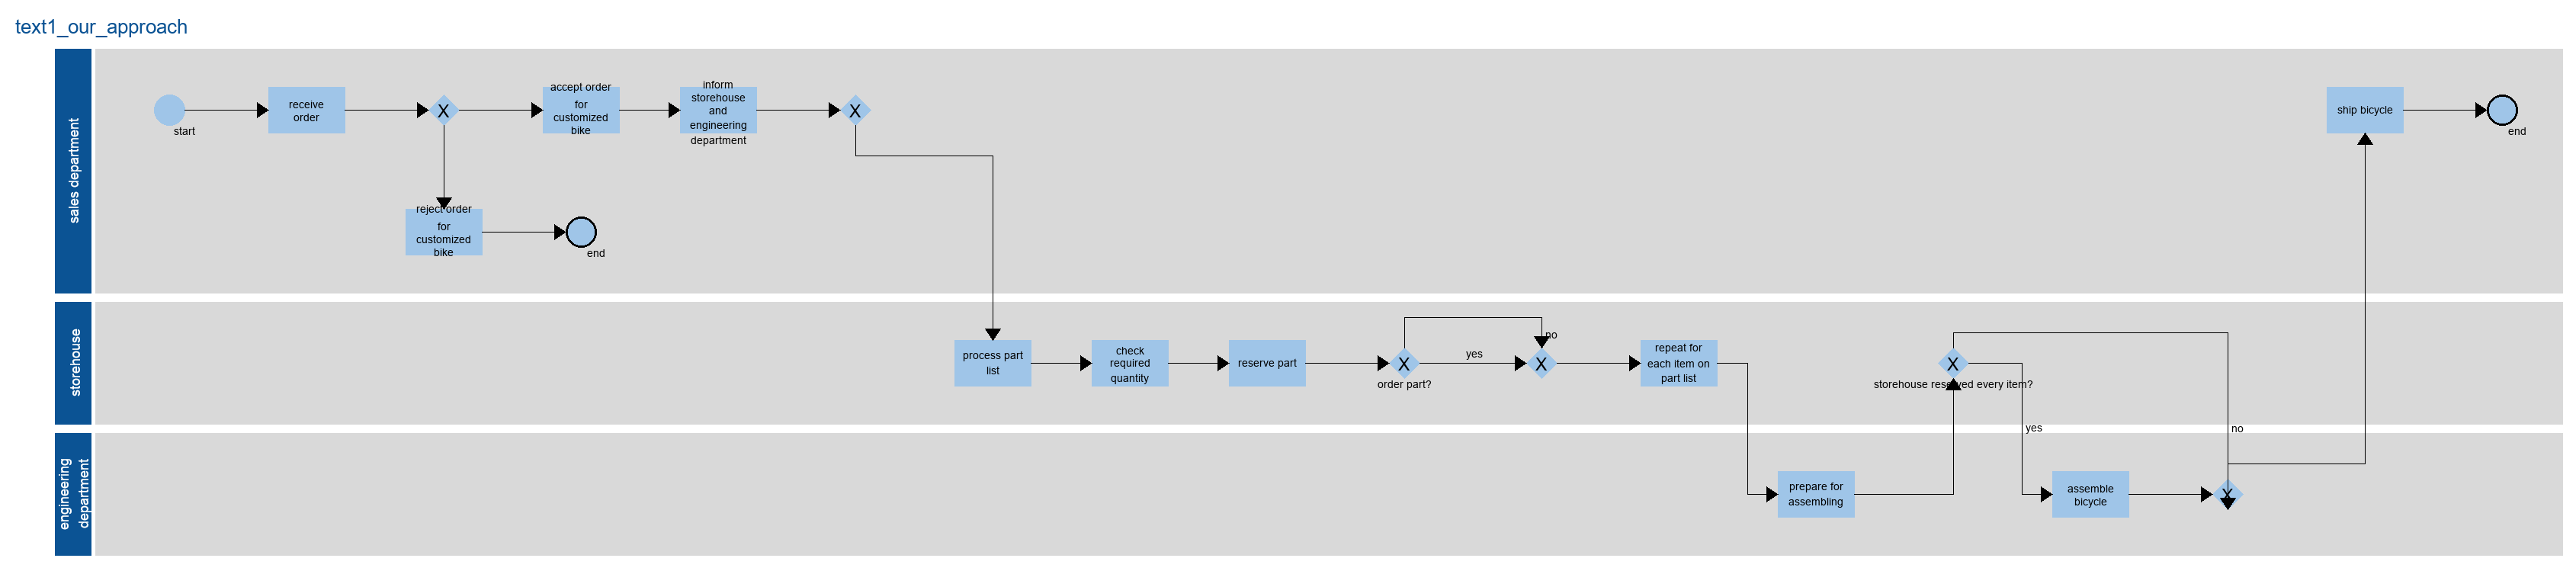 text1_our_approach
sales department
start
receive
order
X
accept order
for
customized
bike
inform
storehouse
and
engineering
department
X
reject order
for
customized
bike
end
ship bicycle
end
storehouse
process part
list
check
required
quantity
reserve part
X
order part?
yes
no
X
repeat for
each item on
part list
X
storehouse reserved every item?
yes
no
engineering
department
prepare for
assembling
assemble
bicycle
X